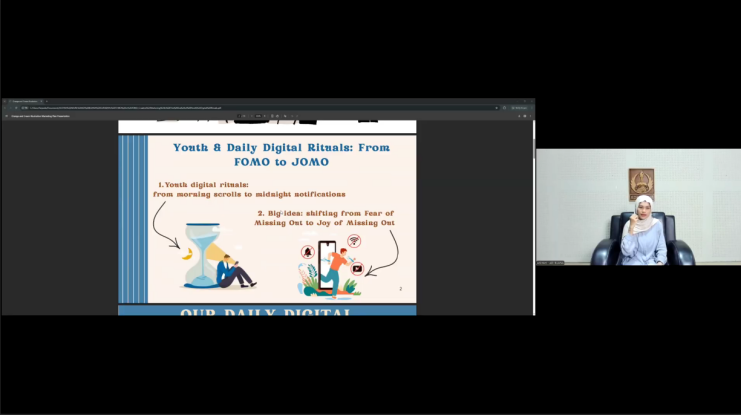 Youth & Daily Digital Rituals: From
FOMO to JOMO
1.Youth digital rituals:
from morning scrolls to midnight notifications
2. Big idea: shifting from Fear of
Missing Out to Joy of Missing Out
2
OUR DAILY DIGITAL